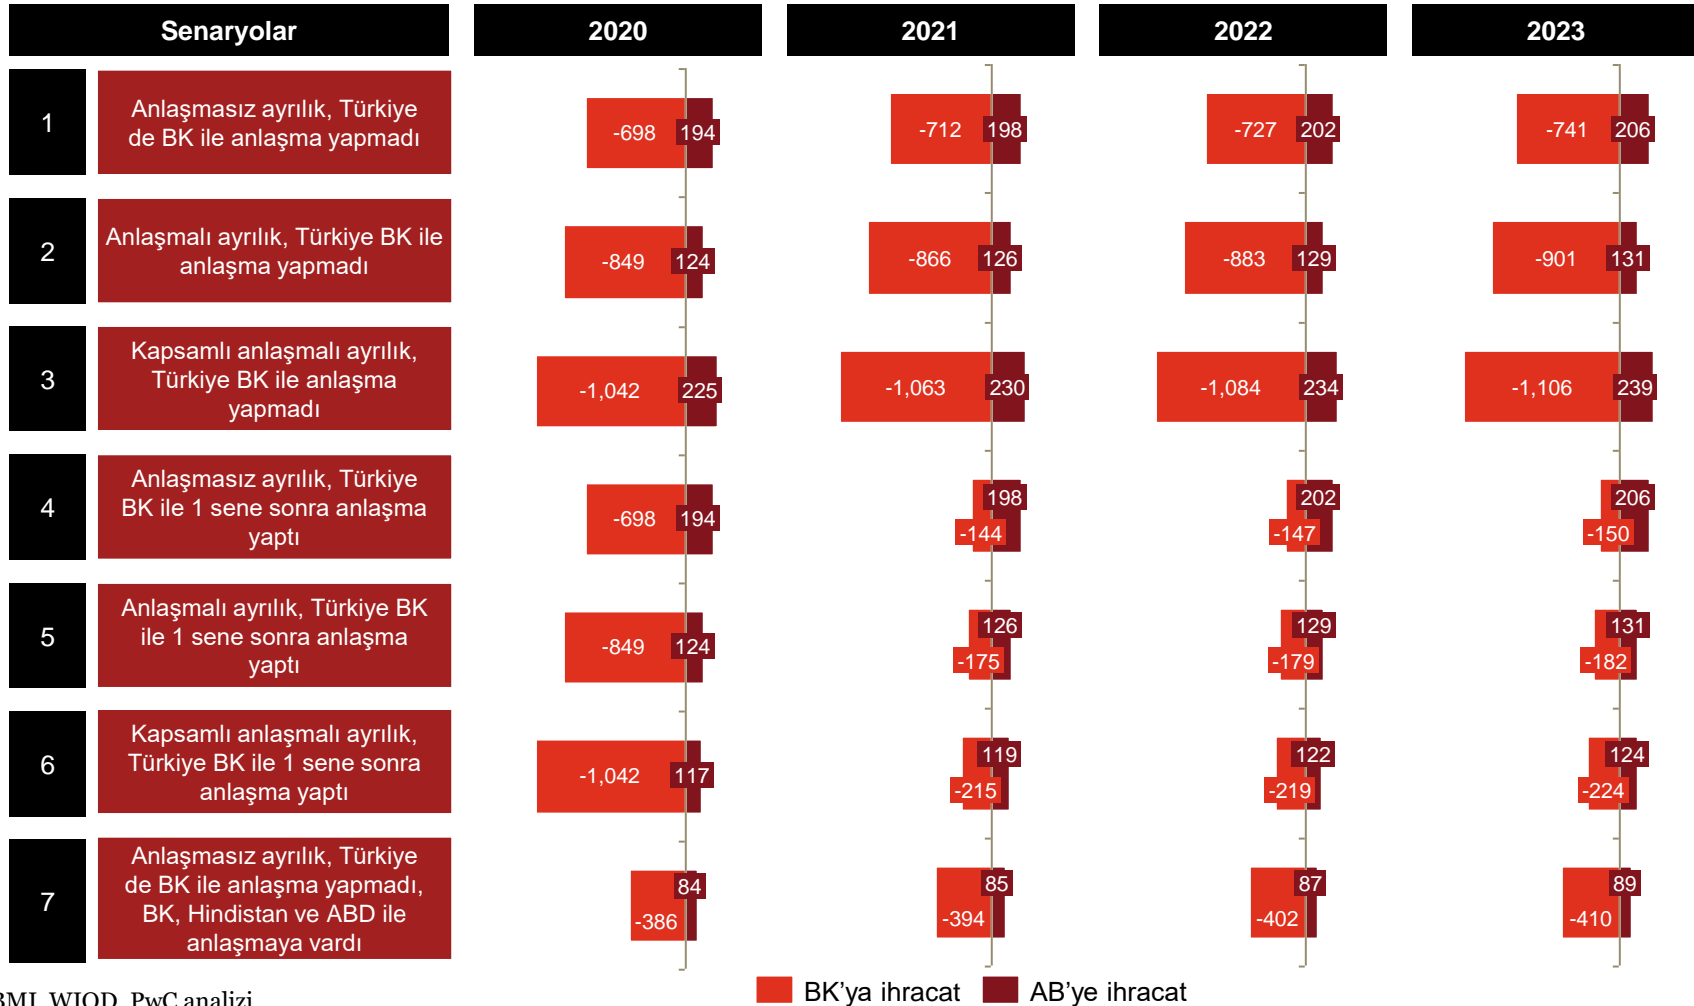 Senaryolar 2020 2021 2022 2023
1
Anlaşmasız ayrılık, Türkiye
de BK ile anlaşma yapmadı
-698 194 -712 198 -727 202 -741 206
2
Anlaşmalı ayrılık, Türkiye BK ile
anlaşma yapmadı
-849 124 -866 126 -883 129 -901 131
3
Kapsamlı anlaşmalı ayrılık,
Türkiye BK ile anlaşma
yapmadı
-1,042 225 -1,063 230 -1,084 234 -1,106 239
4
Anlaşmasız ayrılık, Türkiye
BK ile 1 sene sonra anlaşma
yaptı
-698 194 198 -144 202 -147 206 -150
5
Anlaşmalı ayrılık, Türkiye BK
ile 1 sene sonra anlaşma
yaptı
-849 124 126 -175 129 -179 131 -182
6
Kapsamlı anlaşmalı ayrılık,
Türkiye BK ile 1 sene sonra
anlaşma yaptı
-1,042 117 119 -215 122 -219 124 -224
7
Anlaşmasız ayrılık, Türkiye
de BK ile anlaşma yapmadı,
BK, Hindistan ve ABD ile
anlaşmaya vardı
84 -386 85 -394 87 -402 89 -410
BK'ya ihracat AB'ye ihracat
BMI, WIOD, PwC analizi